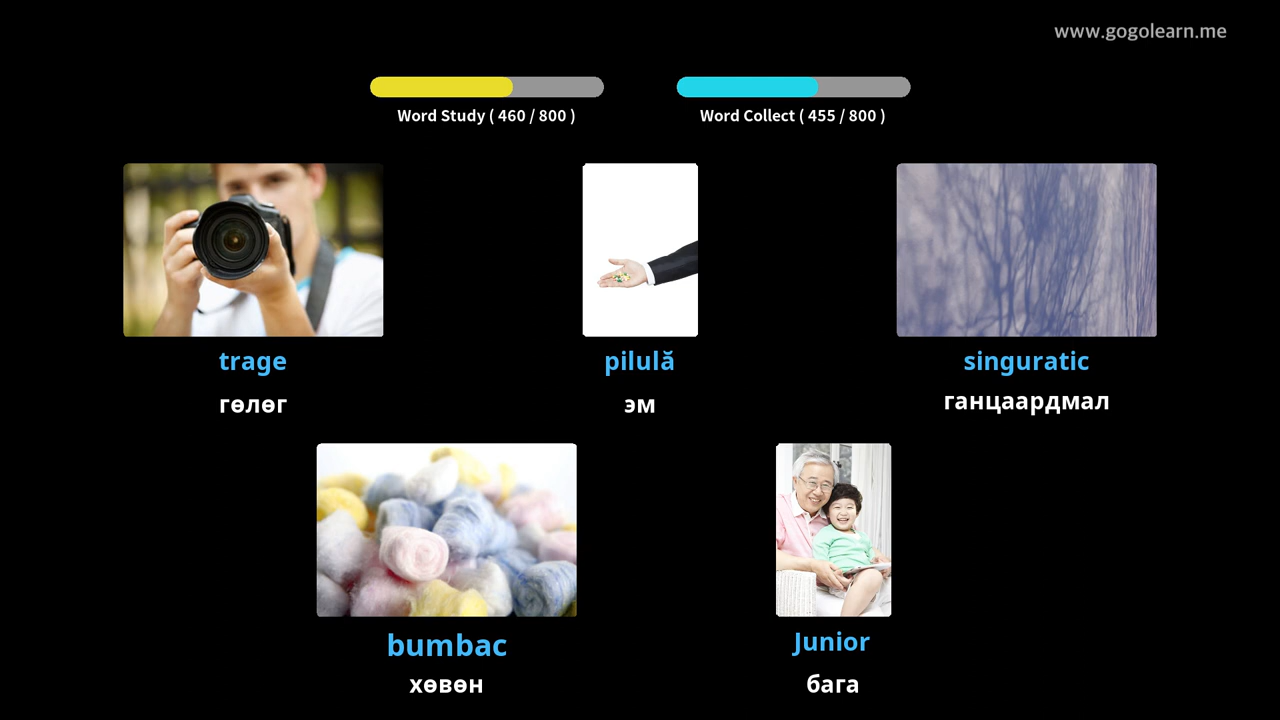 www.gogolearn.me
Word Study ( 460 / 800 )
Word Collect ( 455 / 800 )
trage
pilulă
singuratic
гөлөг
эм
ганцаардмал
bumbac
Junior
хөвөн
бага